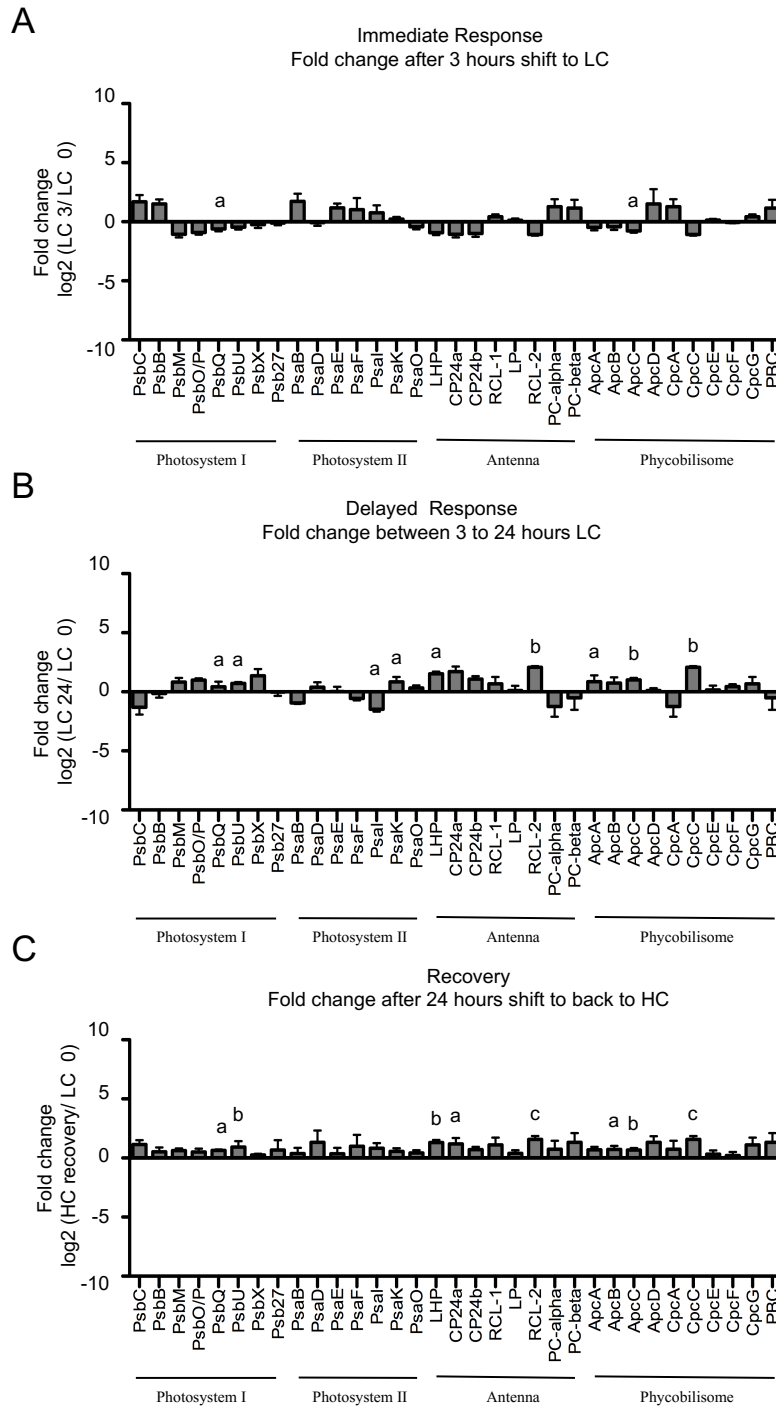 A
Immediate Response
Fold change after 3 hours shift to LC
Fold change
log2 (LC 3/ LC 0)
10
5
0
-5
-10
a
a
PsbC PsbB PsbM PsbO/P PsbQ PsbU PsbX Psb27 PsaB PsaD PsaE PsaF PsaI PsaK PsaO LHP CP24a CP24b RCL-1 LP RCL-2 PC-alpha PC-beta ApcA ApcB ApcC ApcD CpcA CpcC CpcE CpcF CpcG PBC
Photosystem I Photosystem II Antenna Phycobilisome
B
Delayed Response
Fold change between 3 to 24 hours LC
Fold change
log2 (LC 24/ LC 0)
10
5
0
-5
-10
a a a a a b a b b
PsbC PsbB PsbM PsbO/P PsbQ PsbU PsbX Psb27 PsaB PsaD PsaE PsaF PsaI PsaK PsaO LHP CP24a CP24b RCL-1 LP RCL-2 PC-alpha PC-beta ApcA ApcB ApcC ApcD CpcA CpcC CpcE CpcF CpcG PBC
Photosystem I Photosystem II Antenna Phycobilisome
C
Recovery
Fold change after 24 hours shift to back to HC
Fold change
log2 (HC recovery/ LC 0)
10
5
0
-5
-10
a b b a c a b c
PsbC PsbB PsbM PsbO/P PsbQ PsbU PsbX Psb27 PsaB PsaD PsaE PsaF PsaI PsaK PsaO LHP CP24a CP24b RCL-1 LP RCL-2 PC-alpha PC-beta ApcA ApcB ApcC ApcD CpcA CpcC CpcE CpcF CpcG PBC
Photosystem I Photosystem II Antenna Phycobilisome